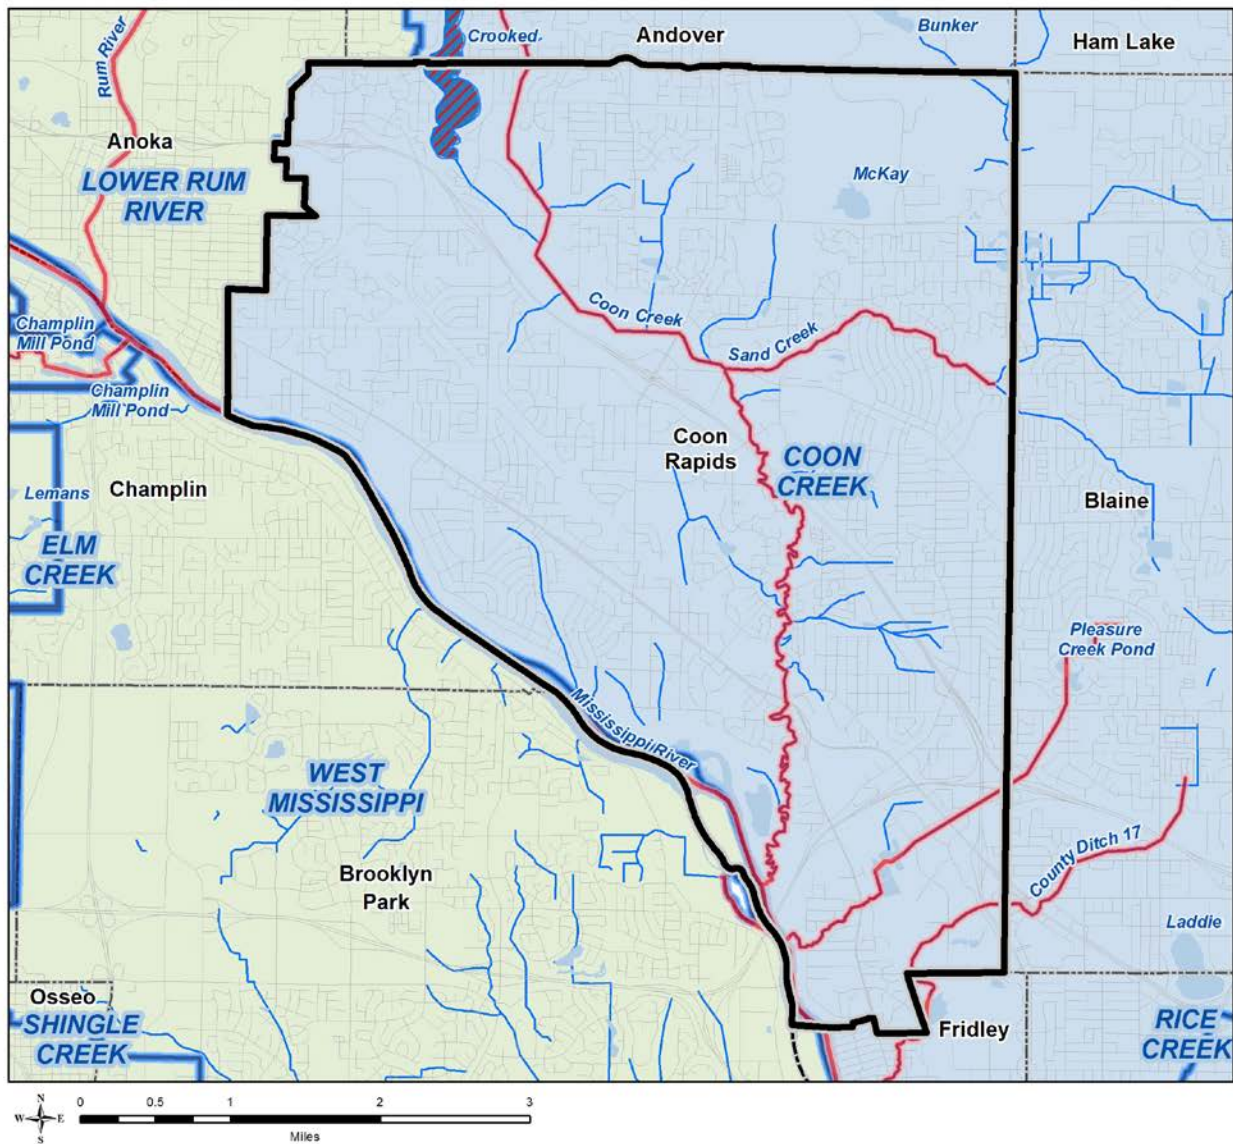 Crooked
Andover
Bunker
Ham Lake
Rum River
Anoka
LOWER RUM
RIVER
McKay
Champlin
Mill Pond
Coon Creek
Sand Creek
Champlin
Mill Pond
Coon
Rapids
COON
CREEK
Lemans
Champlin
Blaine
ELM
CREEK
Pleasure
Creek Pond
Mississippi River
WEST
MISSISSIPPI
County Ditch 17
Brooklyn
Park
Laddie
Osseo
SHINGLE
CREEK
Fridley
RICE
CREEK
N
W E
S
0 0.5 1 2 3
Miles